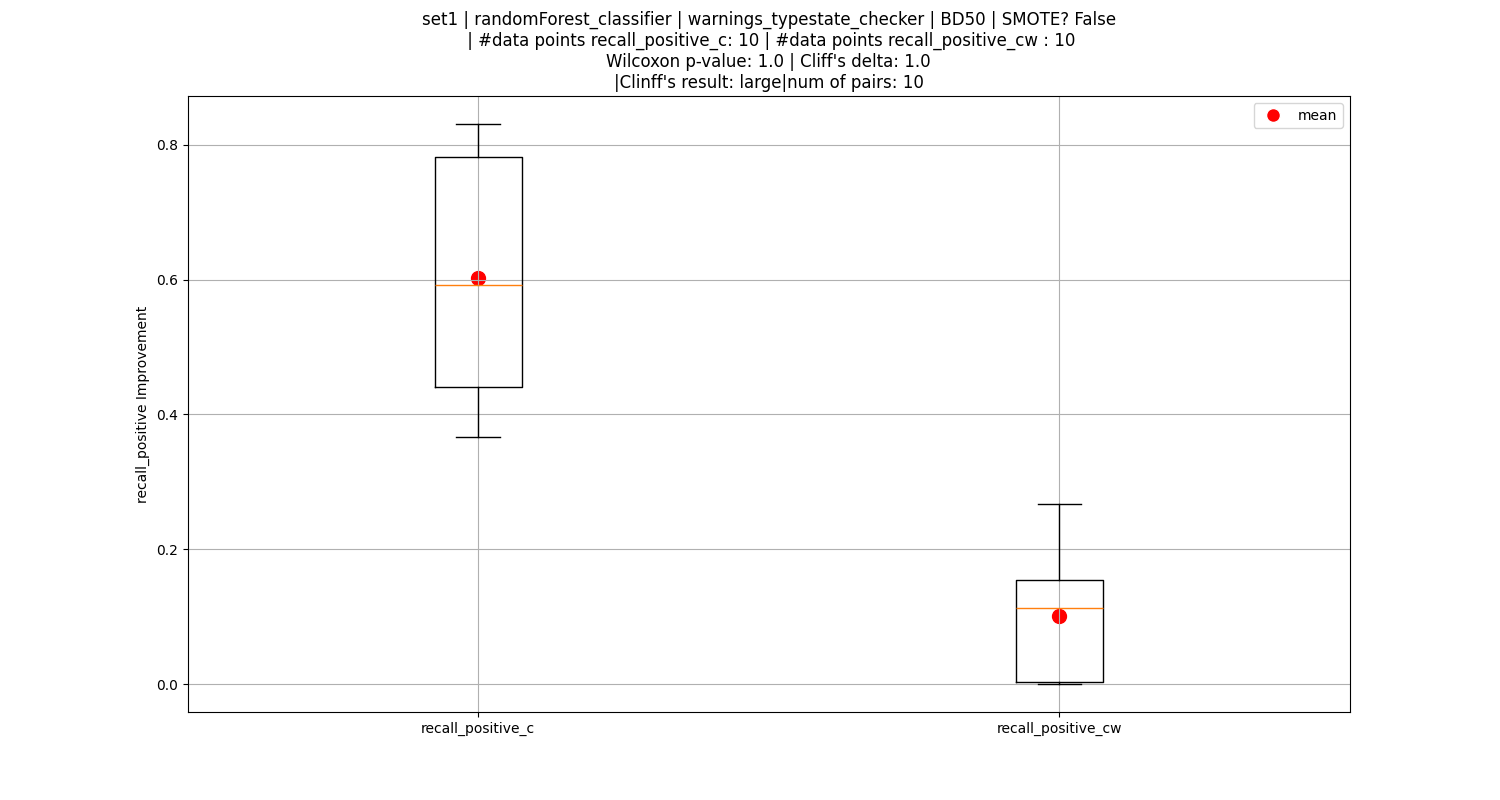 set1 | randomForest_classifier | warnings_typestate_checker | BD50 | SMOTE? False
| #data points recall_positive_c: 10 | #data points recall_positive_cw : 10
Wilcoxon p-value: 1.0 | Cliff's delta: 1.0
|Clinff's result: large|num of pairs: 10
mean
0.8
0.6
0.4
0.2
0.0
recall_positive Improvement
recall_positive_c
recall_positive_cw